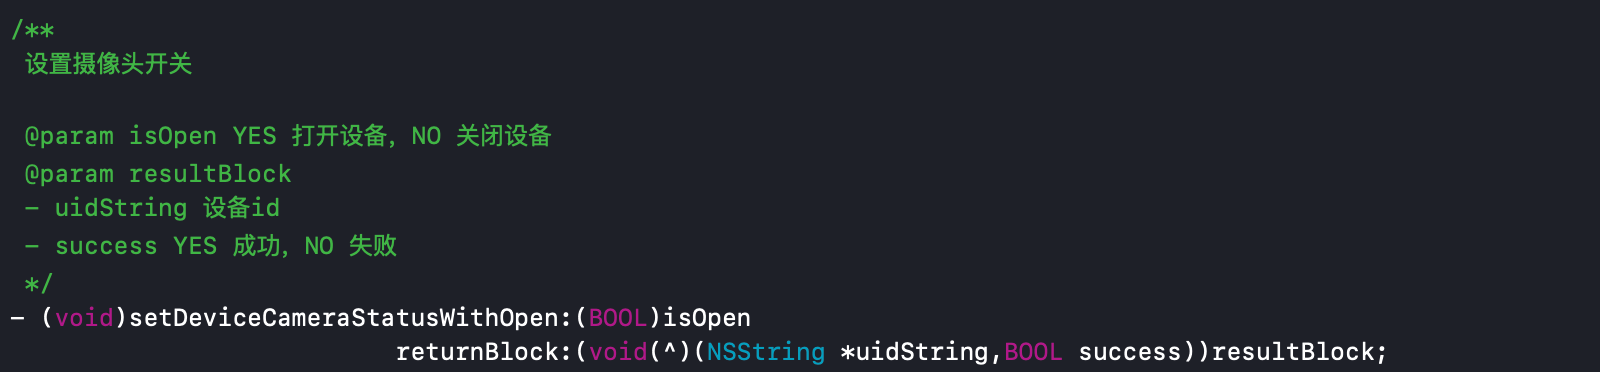 /**
设置摄像头开关
@param isOpen YES 打开设备, NO 关闭设备
@param resultBlock
- uidString 设备id
- success YES 成功, NO 失败
*/
- (void)setDeviceCameraStatusWithOpen:(BOOL)isOpen
returnBlock:(void(^)(NSString *uidString,BOOL success))resultBlock;